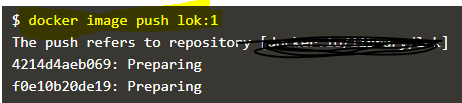 $ docker image push lok:1
The push refers to repository [
4214d4aeb069: Preparing
f0e10b20de19: Preparing